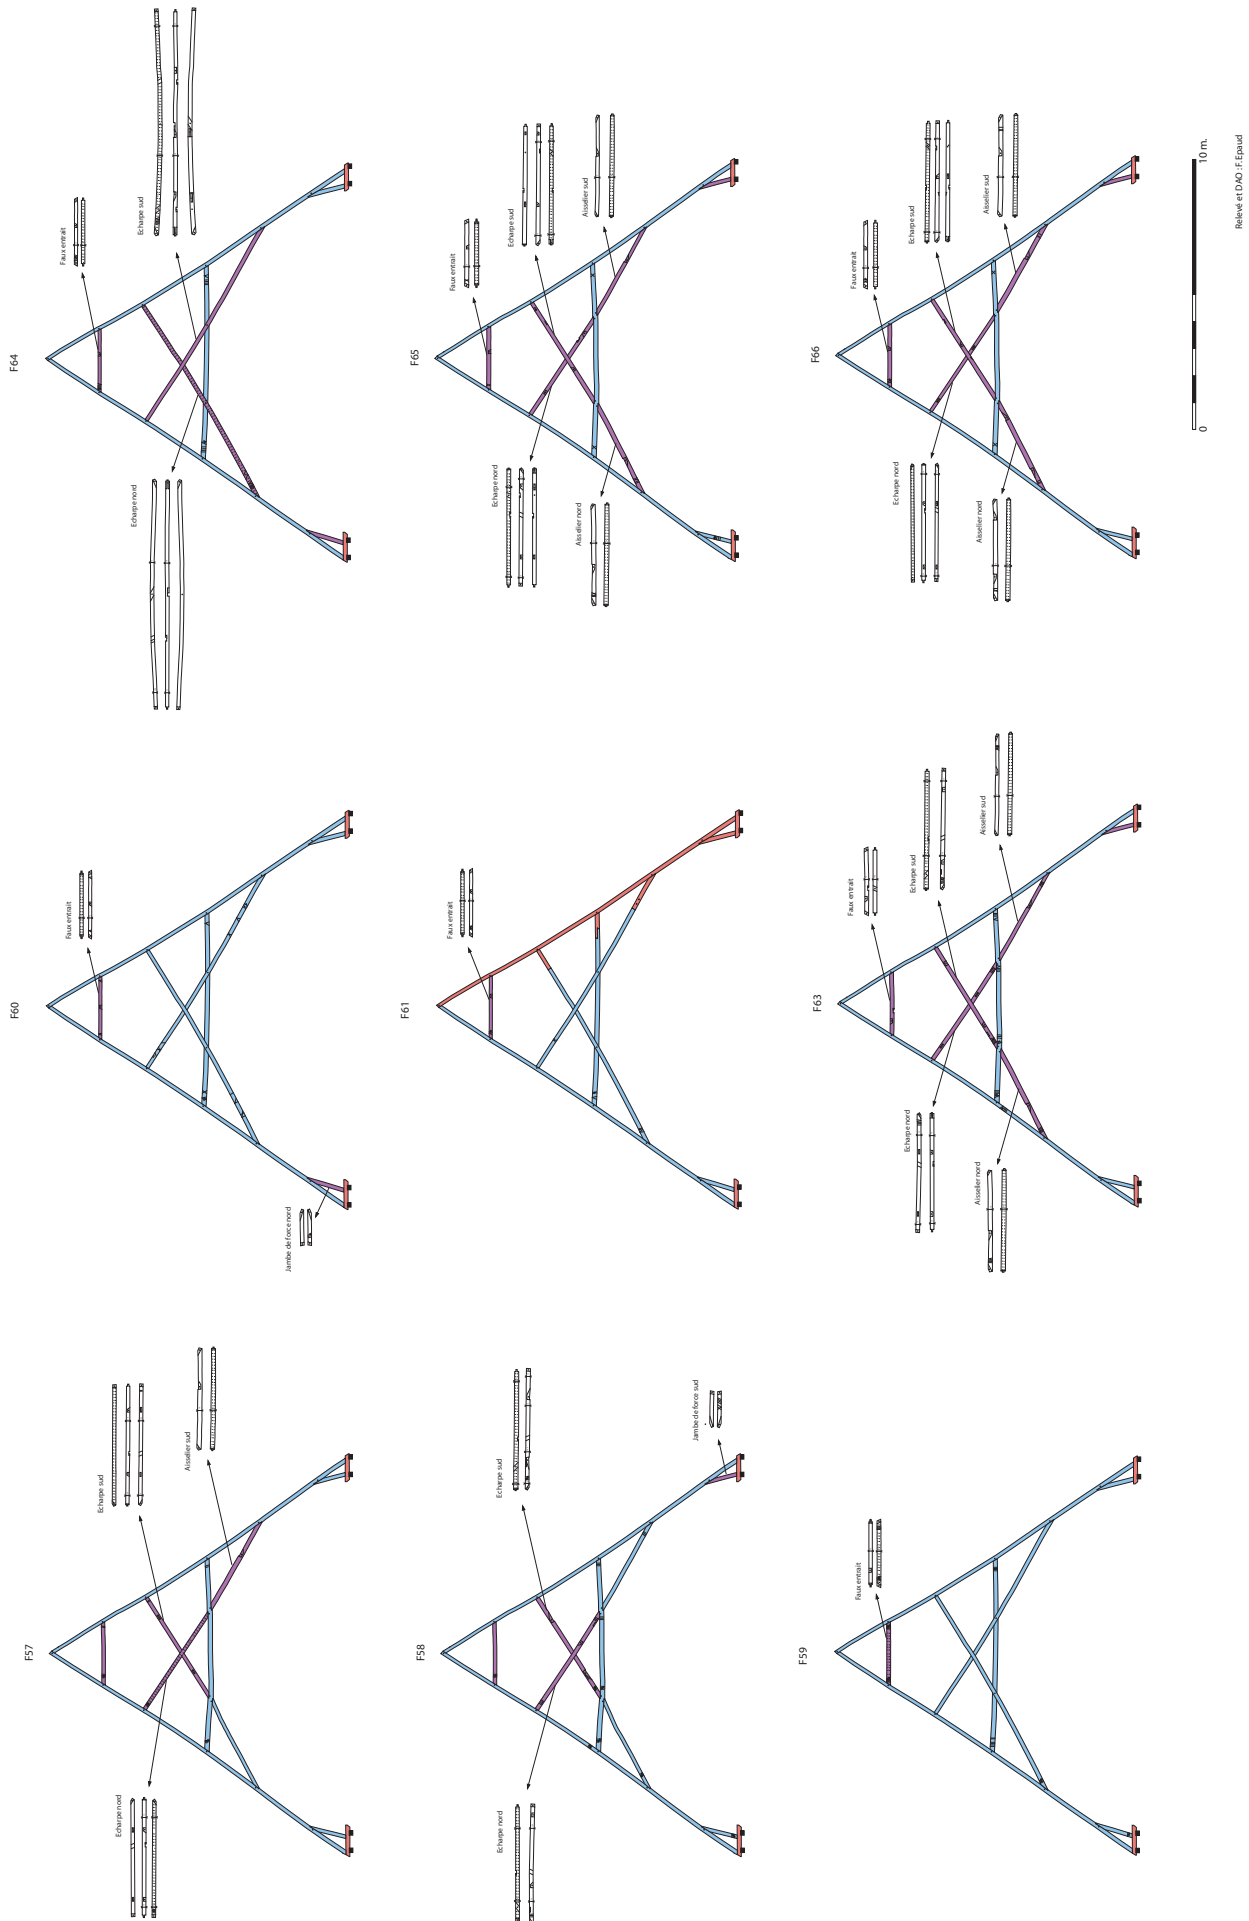 F57
Echarpe nord
Echarpe sud
Aisselier sud
F60
Jambe de force nord
Faux entrait
F64
Echarpe nord
Faux entrait
Echarpe sud
F58
Echarpe nord
Echarpe sud
Jambe de force sud
F61
Faux entrait
F65
Echarpe nord
Aisselier nord
Faux entrait
Echarpe sud
Aisselier sud
F59
Faux entrait
F63
Echarpe nord
Aisselier nord
Faux entrait
Echarpe sud
Aisselier sud
F66
Echarpe nord
Aisselier nord
Faux entrait
Echarpe sud
Aisselier sud
0
10 m.
Relevé et DAO : F. Epaud